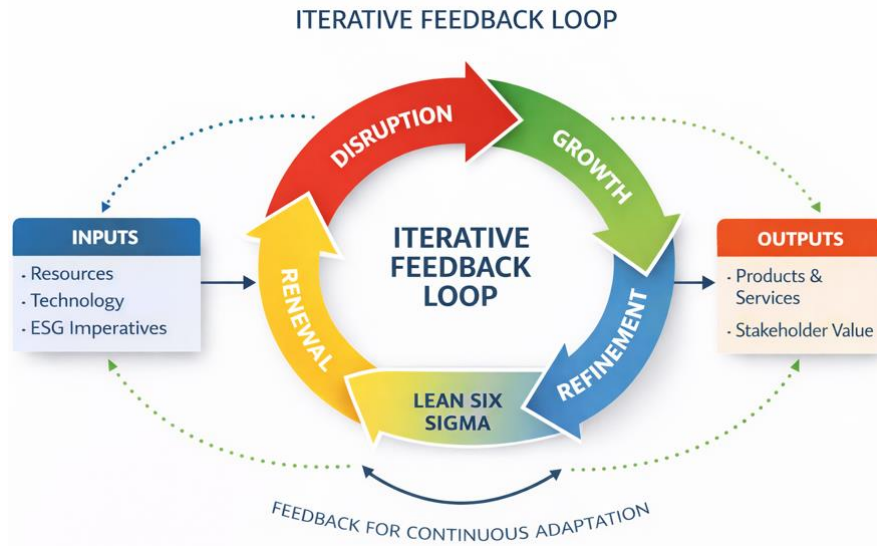 ITERATIVE FEEDBACK LOOP
DISRUPTION
GROWTH
INPUTS
· Resources
· Technology
· ESG Imperatives
ITERATIVE
FEEDBACK
LOOP
OUTPUTS
· Products &
Services
· Stakeholder Value
RENEWAL
REFINEMENT
LEAN SIX
SIGMA
FEEDBACK FOR CONTINUOUS ADAPTATION